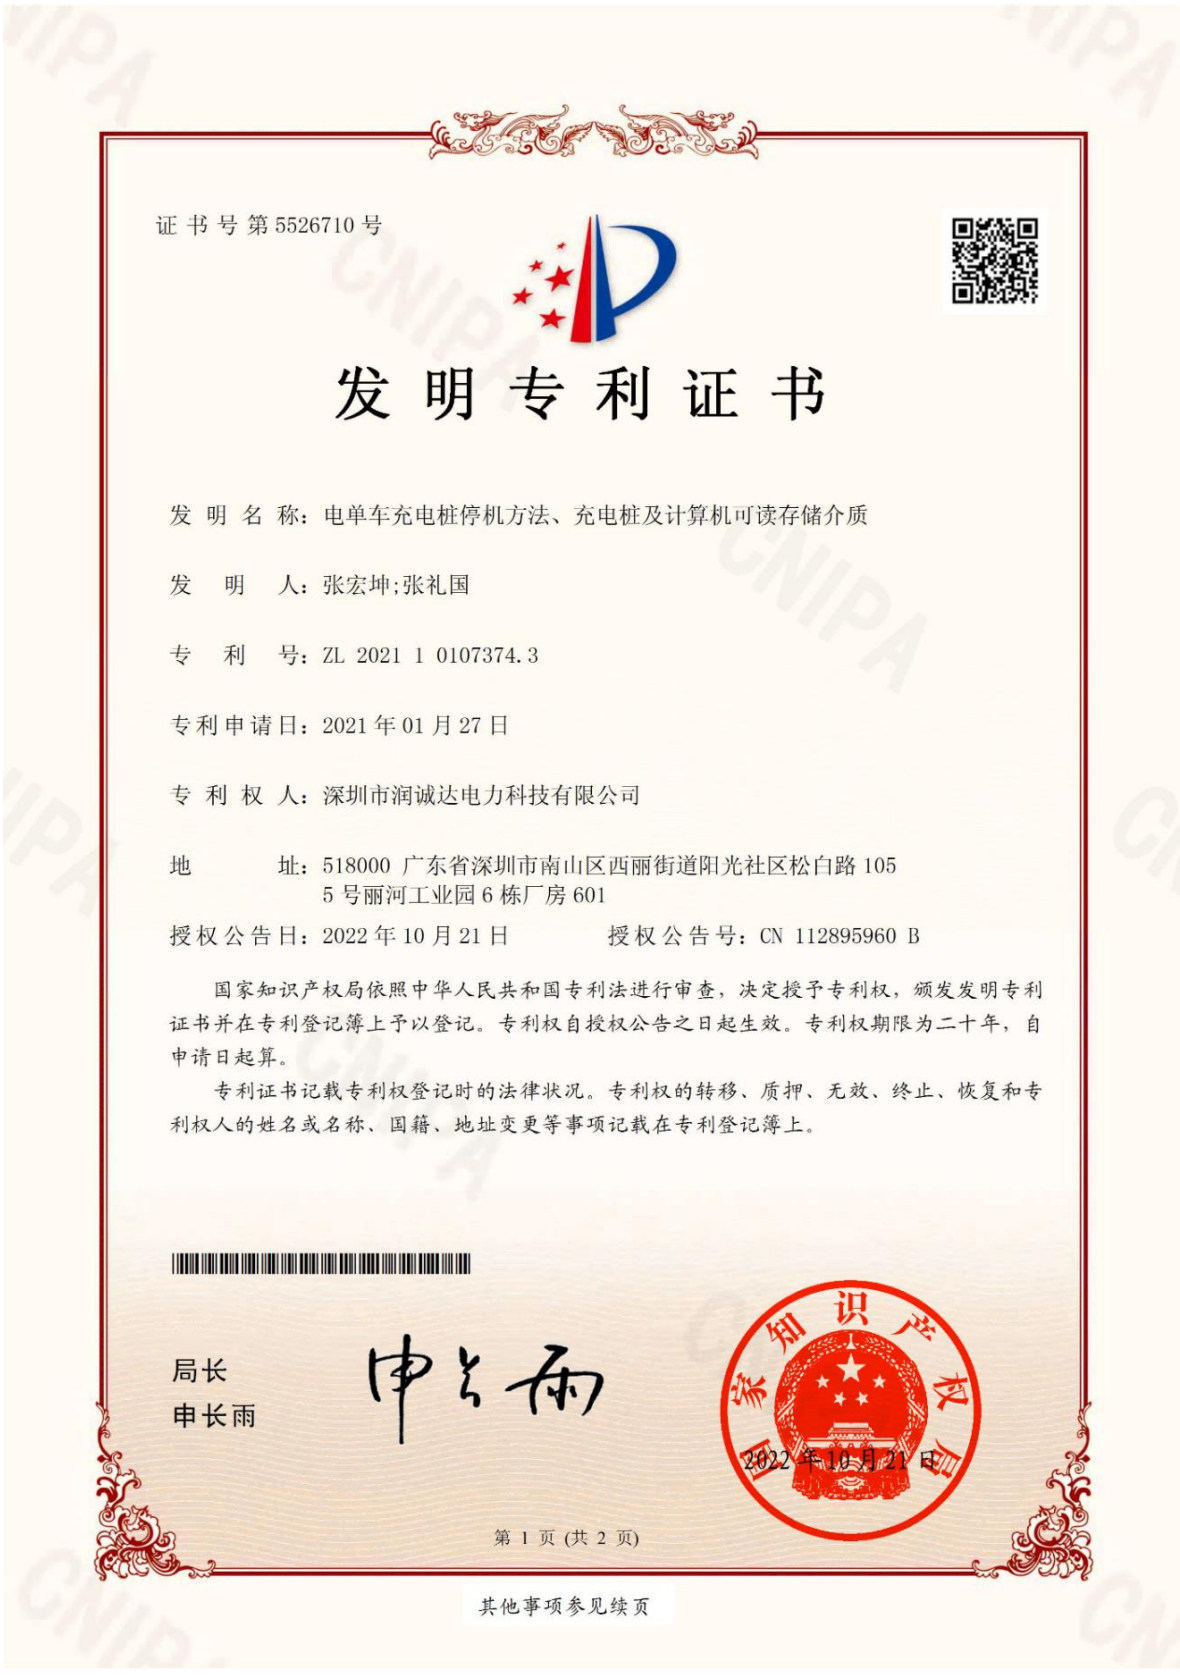 证书号第5526710号
发明专利证书
发明名称：电单车充电桩停机方法、充电桩及计算机可读存储介质
发明人：张宏坤;张礼国
专利号：ZL 2021 1 0107374.3
专利申请日：2021年01月27日
专利权人：深圳市润诚达电力科技有限公司
地址：518000 广东省深圳市南山区西丽街道阳光社区松白路105
5号丽河工业园6栋厂房601
授权公告日：2022年10月21日 授权公告号：CN 112895960 B
国家知识产权局依照中华人民共和国专利法进行审查，决定授予专利权，颁发发明专利
证书并在专利登记簿上予以登记。专利权自授权公告之日起生效。专利权期限为二十年，自
申请日起算。
专利证书记载专利权登记时的法律状况。专利权的转移、质押、无效、终止、恢复和专
利权人的姓名或名称、国籍、地址变更等事项记载在专利登记簿上。
局长
申长雨
申长雨
国家知识产权局
2022年10月21日
第 1 页 (共 2 页)
其他事项参见续页
CNIPA
CNIPA
CNIPA
CNIPA
CNIPA